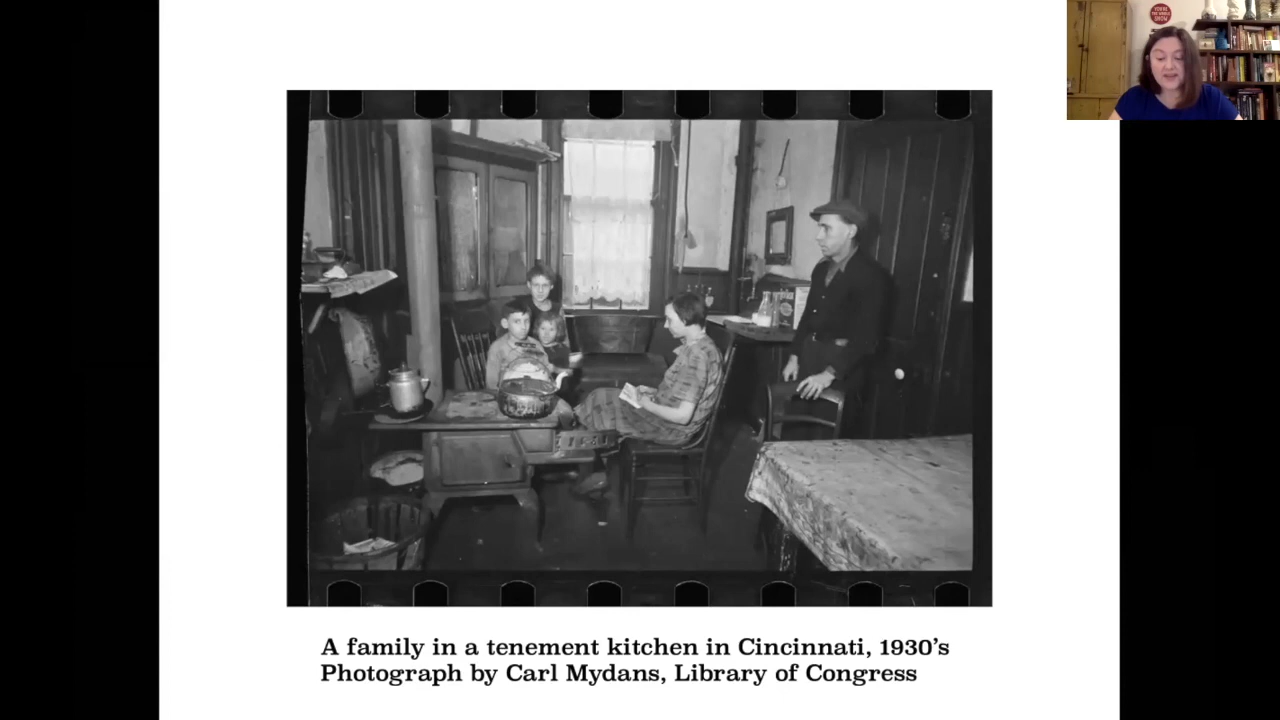 A family in a tenement kitchen in Cincinnati, 1930’s
Photograph by Carl Mydans, Library of Congress